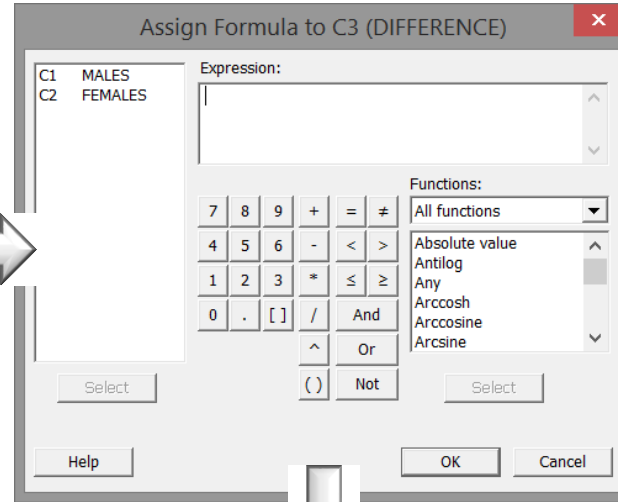 Assign Formula to C3 (DIFFERENCE)
x
C1 MALES
C2 FEMALES
Expression:
Functions:
7 8 9 + = ≠
All functions
4 5 6 - < >
1 2 3 * ≤ ≥
0 . [ ] / And
^ Or
( ) Not
Absolute value
Antilog
Any
Arccosh
Arccosine
Arcsine
Select
Select
Help
OK
Cancel